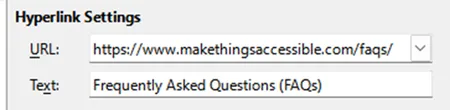 Hyperlink Settings
URL: https://www.makethingsaccessible.com/faqs/
Text: Frequently Asked Questions (FAQs)